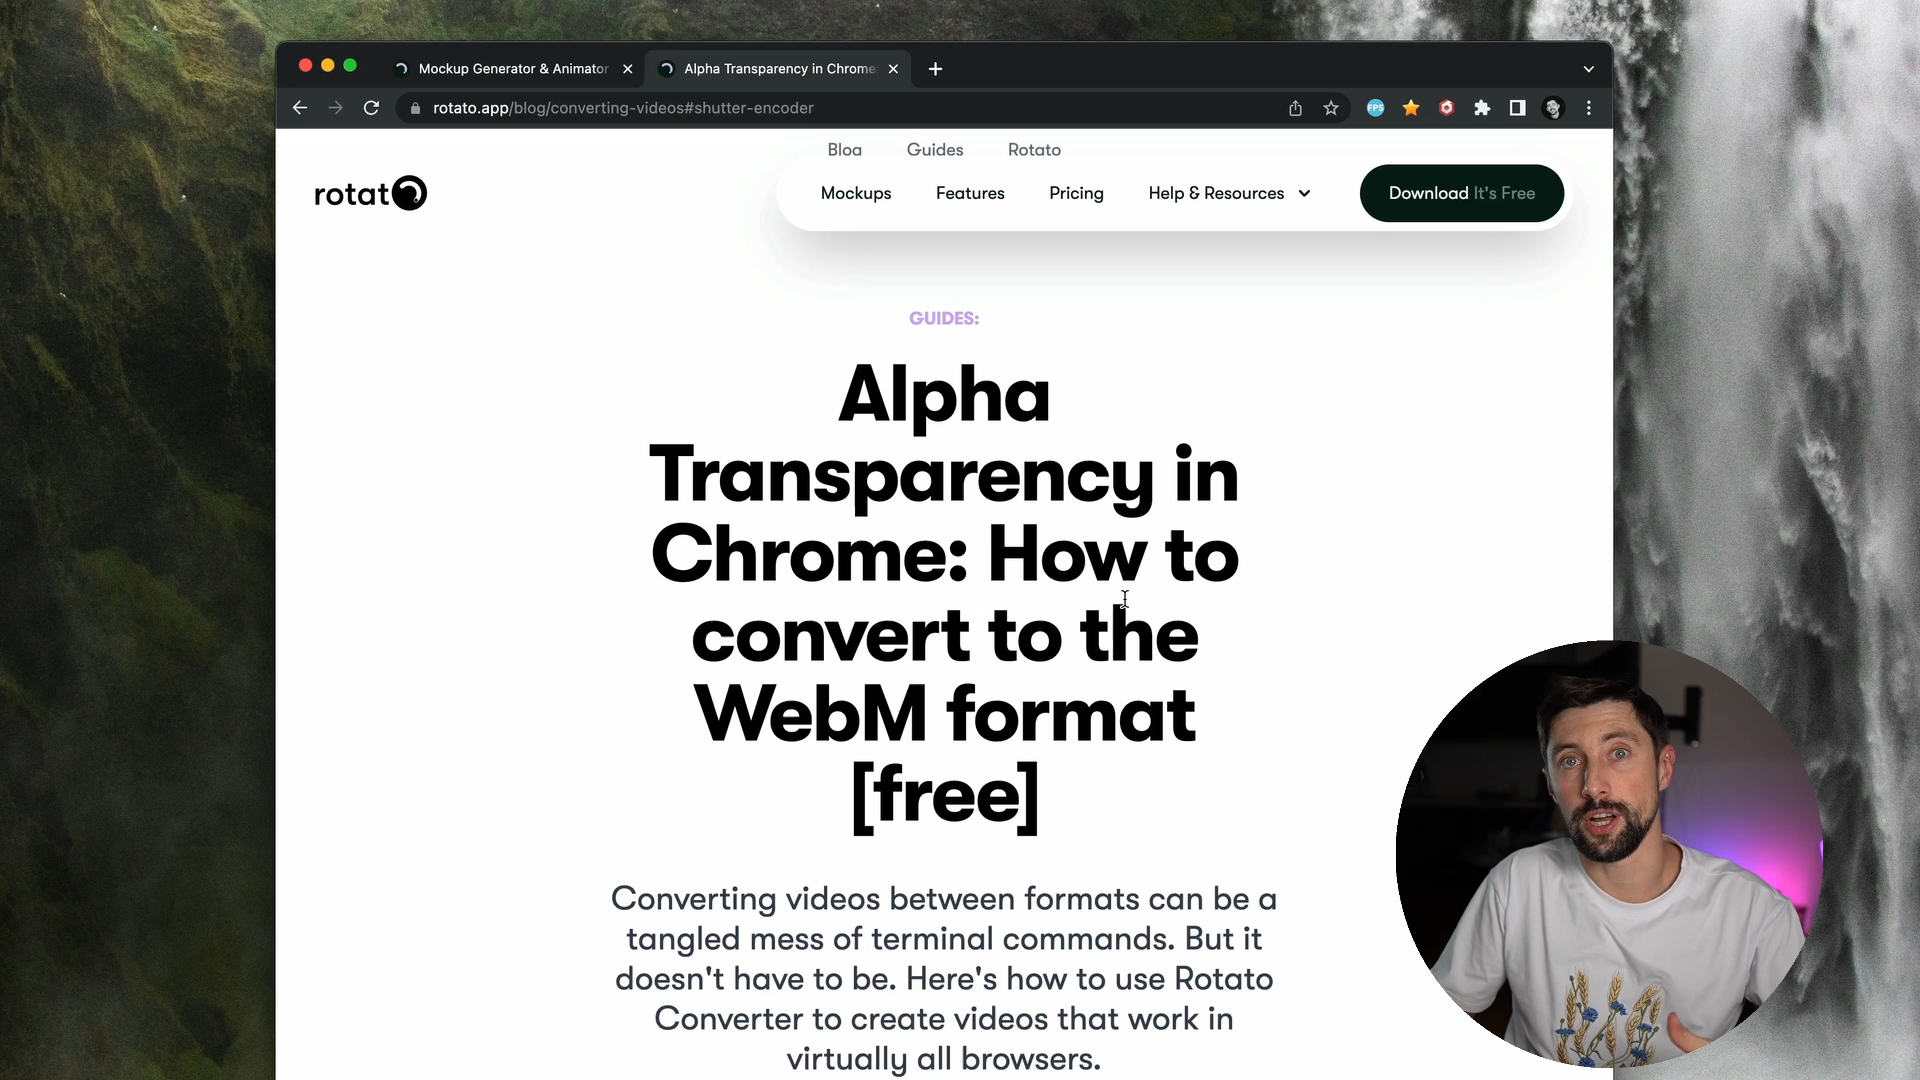 Mockup Generator & Animator
Alpha Transparency in Chrome
rotato.app/blog/converting-videos#shutter-encoder
FPS
Blog
Guides
Rotato
rotato
Mockups
Features
Pricing
Help & Resources
Download It's Free
GUIDES:
Alpha
Transparency in
Chrome: How to
convert to the
WebM format
[free]
Converting videos between formats can be a
tangled mess of terminal commands. But it
doesn't have to be. Here's how to use Rotato
Converter to create videos that work in
virtually all browsers.